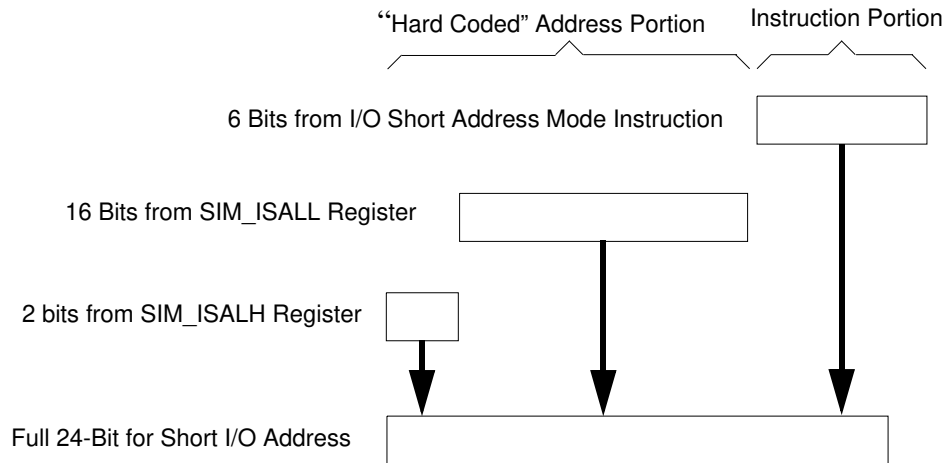 “Hard Coded” Address Portion
Instruction Portion
6 Bits from I/O Short Address Mode Instruction
16 Bits from SIM_ISALL Register
2 bits from SIM_ISALH Register
Full 24-Bit for Short I/O Address